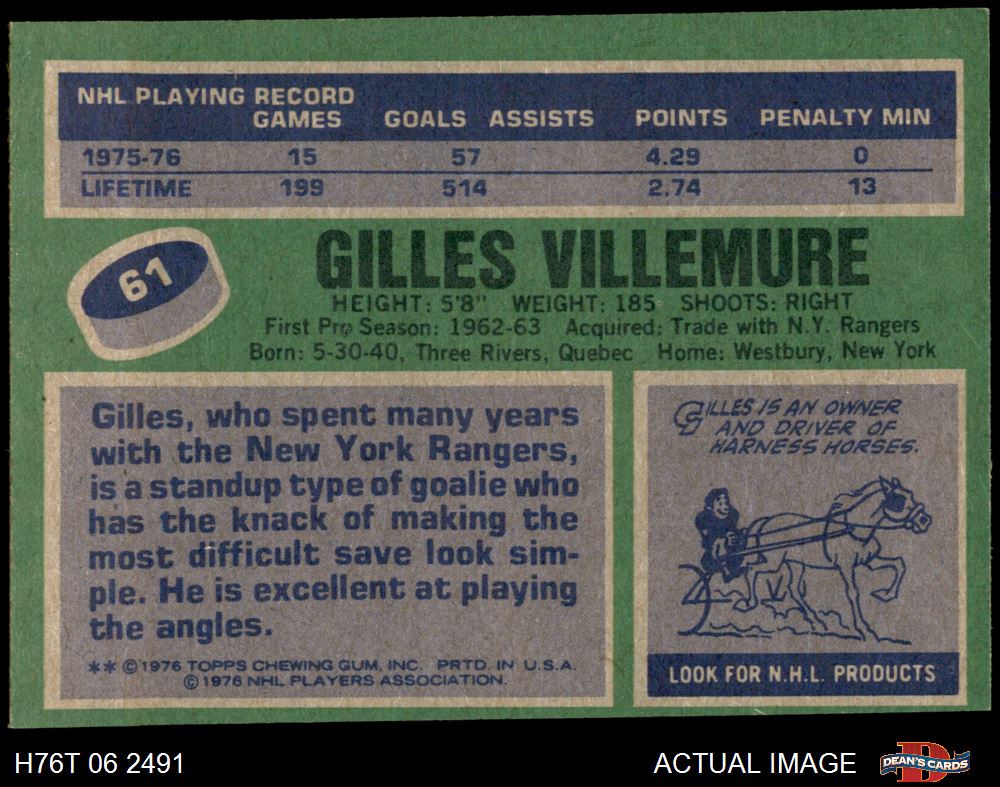 NHL PLAYING RECORD
GAMES GOALS ASSISTS POINTS PENALTY MIN
1975-76 15 57 4.29 0
LIFETIME 199 514 2.74 13
61
GILLES VILLEMURE
HEIGHT: 5'8" WEIGHT: 185 SHOOTS: RIGHT
First Pro Season: 1962-63 Acquired: Trade with N.Y. Rangers
Born: 5-30-40, Three Rivers, Quebec Home: Westbury, New York
Gilles, who spent many years
with the New York Rangers,
is a standup type of goalie who
has the knack of making the
most difficult save look sim-
ple. He is excellent at playing
the angles.
** © 1976 TOPPS CHEWING GUM, INC. PRTD. IN U.S.A.
© 1976 NHL PLAYERS ASSOCIATION.
GILLES IS AN OWNER
AND DRIVER OF
HARNESS HORSES.
LOOK FOR N.H.L. PRODUCTS
H76T 06 2491
ACTUAL IMAGE
DEAN'S CARDS